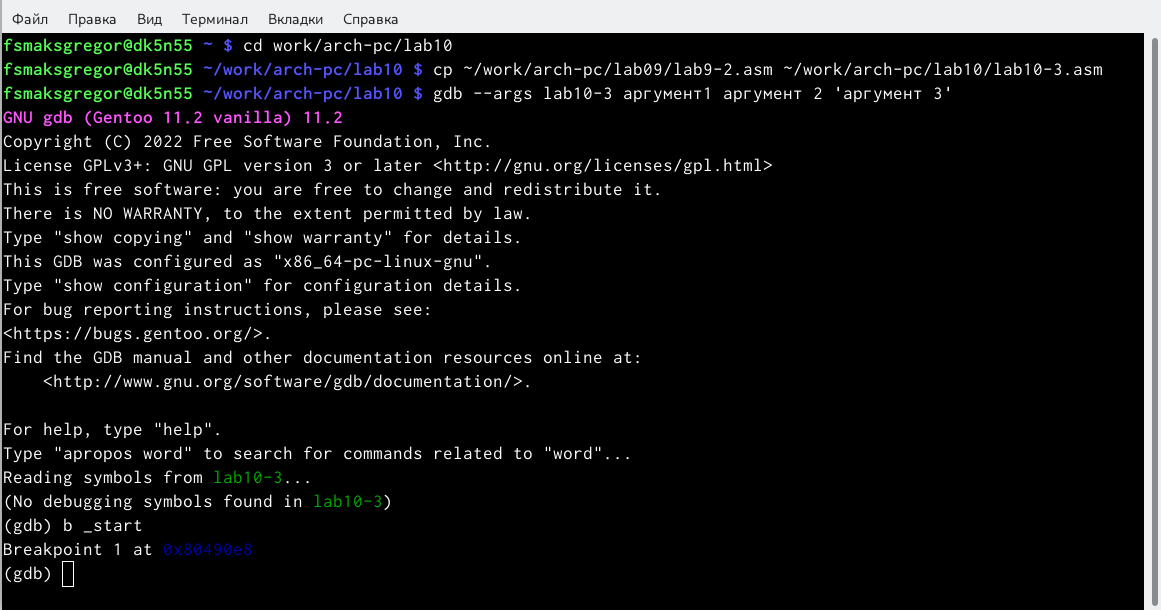 Файл Правка Вид Терминал Вкладки Справка
fsmaksgregor@dk5n55 ~ $ cd work/arch-pc/lab10
fsmaksgregor@dk5n55 ~/work/arch-pc/lab10 $ cp ~/work/arch-pc/lab09/lab9-2.asm ~/work/arch-pc/lab10/lab10-3.asm
fsmaksgregor@dk5n55 ~/work/arch-pc/lab10 $ gdb --args lab10-3 аргумент1 аргумент 2 'аргумент 3'
GNU gdb (Gentoo 11.2 vanilla) 11.2
Copyright (C) 2022 Free Software Foundation, Inc.
License GPLv3+: GNU GPL version 3 or later <http://gnu.org/licenses/gpl.html>
This is free software: you are free to change and redistribute it.
There is NO WARRANTY, to the extent permitted by law.
Type "show copying" and "show warranty" for details.
This GDB was configured as "x86_64-pc-linux-gnu".
Type "show configuration" for configuration details.
For bug reporting instructions, please see:
<https://bugs.gentoo.org/>.
Find the GDB manual and other documentation resources online at:
    <http://www.gnu.org/software/gdb/documentation/>.

For help, type "help".
Type "apropos word" to search for commands related to "word"...
Reading symbols from lab10-3...
(No debugging symbols found in lab10-3)
(gdb) b _start
Breakpoint 1 at 0x80490e8
(gdb)